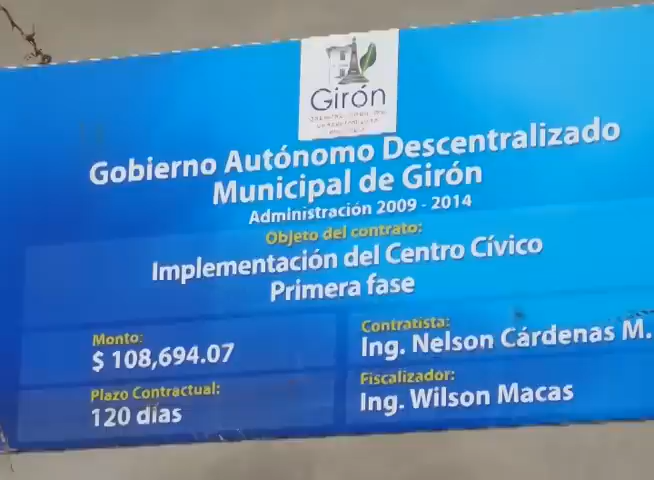 Girón
Gobierno Autónomo Descentralizado
Municipal de Girón
Administración 2009 - 2014
Objeto del contrato:
Implementación del Centro Cívico
Primera fase
Monto:
$ 108,694.07
Contratista:
Ing. Nelson Cárdenas M.
Plazo Contractual:
120 días
Fiscalizador:
Ing. Wilson Macas